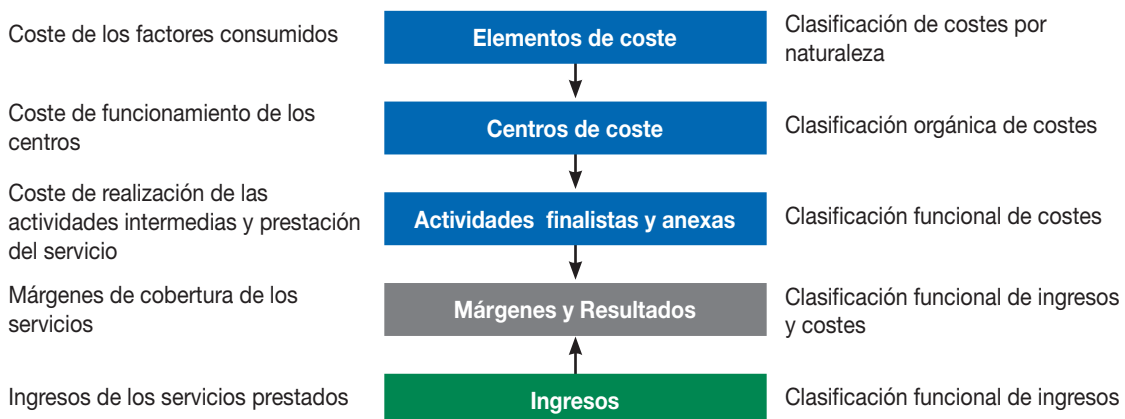 Coste de los factores consumidos
Elementos de coste
Clasificación de costes por
naturaleza
Coste de funcionamiento de los
centros
Centros de coste
Clasificación orgánica de costes
Coste de realización de las
actividades intermedias y prestación
del servicio
Actividades finalistas y anexas
Clasificación funcional de costes
Márgenes de cobertura de los
servicios
Márgenes y Resultados
Clasificación funcional de ingresos
y costes
Ingresos de los servicios prestados
Ingresos
Clasificación funcional de ingresos